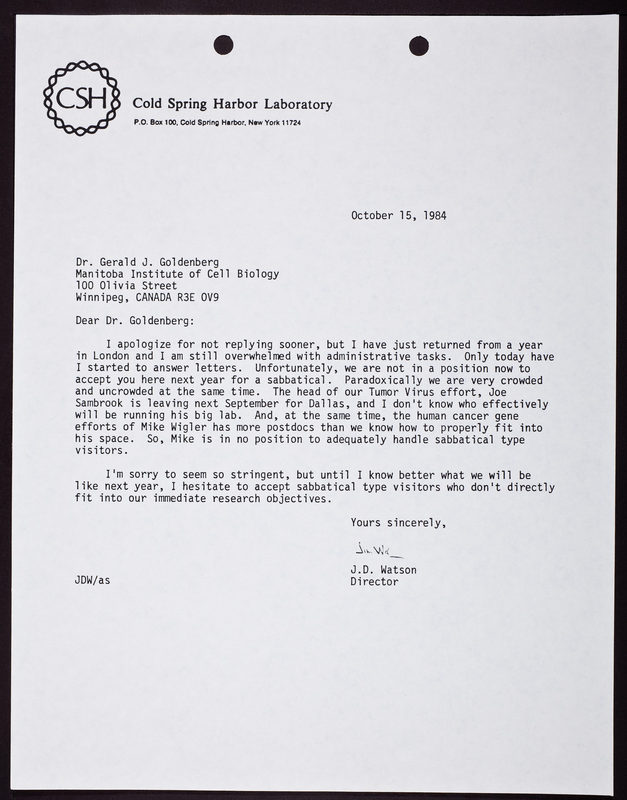 CSH
Cold Spring Harbor Laboratory
P.O. Box 100, Cold Spring Harbor, New York 11724
October 15, 1984
Dr. Gerald J. Goldenberg
Manitoba Institute of Cell Biology
100 Olivia Street
Winnipeg, CANADA R3E OV9
Dear Dr. Goldenberg:
I apologize for not replying sooner, but I have just returned from a year
in London and I am still overwhelmed with administrative tasks. Only today have
I started to answer letters. Unfortunately, we are not in a position now to
accept you here next year for a sabbatical. Paradoxically we are very crowded
and uncrowded at the same time. The head of our Tumor Virus effort, Joe
Sambrook is leaving next September for Dallas, and I don't know who effectively
will be running his big lab. And, at the same time, the human cancer gene
efforts of Mike Wigler has more postdocs than we know how to properly fit into
his space. So, Mike is in no position to adequately handle sabbatical type
visitors.
I'm sorry to seem so stringent, but until I know better what we will be
like next year, I hesitate to accept sabbatical type visitors who don't directly
fit into our immediate research objectives.
Yours sincerely,
J.D. Watson
JDW/as
Director